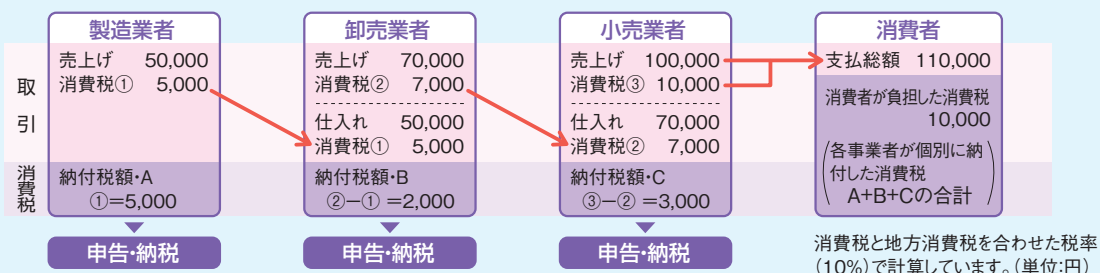 製造業者
売上げ 50,000
消費税① 5,000
納付税額・A
①=5,000
申告・納税
卸売業者
売上げ 70,000
消費税② 7,000
仕入れ 50,000
消費税① 5,000
納付税額・B
②－① =2,000
申告・納税
小売業者
売上げ 100,000
消費税③ 10,000
仕入れ 70,000
消費税② 7,000
納付税額・C
③－② =3,000
申告・納税
消費者
支払総額 110,000
消費者が負担した消費税
10,000
(各事業者が個別に納
付した消費税
A+B+Cの合計)
取引
消費税
消費税と地方消費税を合わせた税率
(10%)で計算しています。(単位:円)